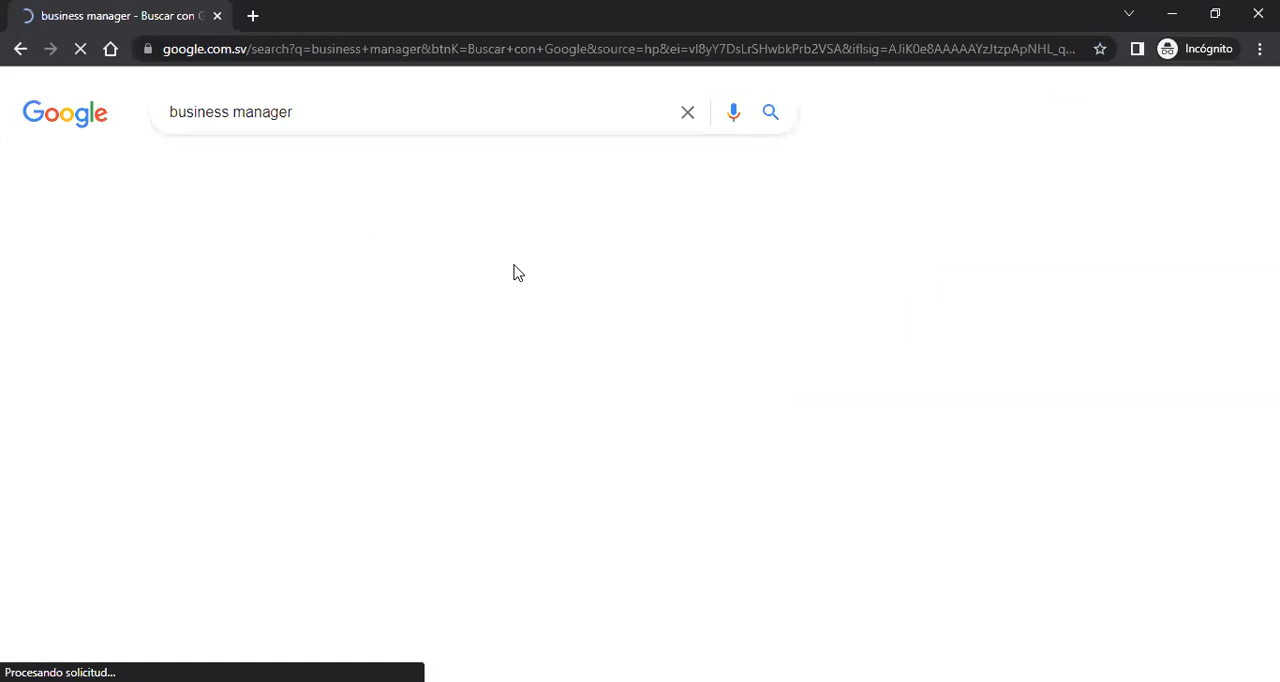 business manager - Buscar con G
google.com.sv/search?q=business+manager&btnK=Buscar+con+Google&source=hp&ei=vI8yY7DsLrSHwbkPrb2VSA&iflsig=AJiK0e8AAAAAYzJtzpApNHL_q...
Incógnito
Google
business manager
Procesando solicitud...